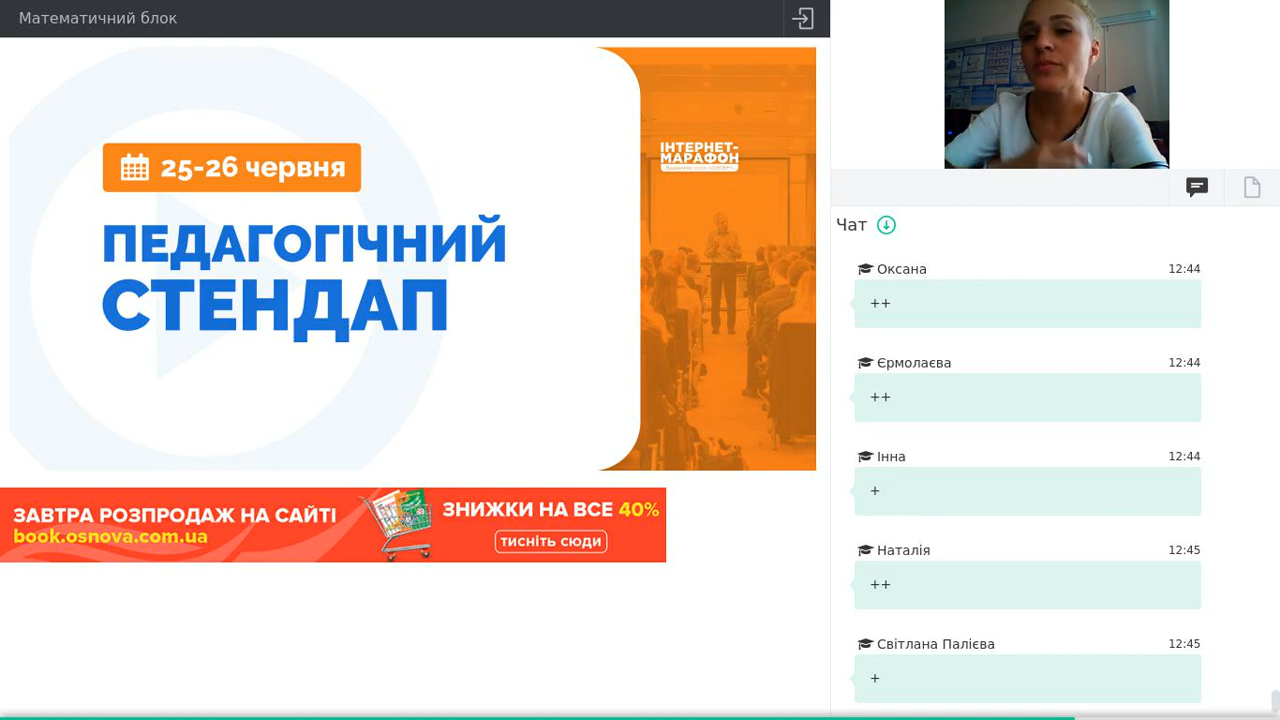 Математичний блок
25-26 червня
ПЕДАГОГІЧНИЙ
СТЕНДАП
ІНТЕРНЕТ-
МАРАФОН
ЗАВТРА РОЗПРОДАЖ НА САЙТІ
book.osnova.com.ua
ЗНИЖКИ НА ВСЕ 40%
тисніть сюди
Чат
Оксана 12:44
++
Єрмолаєва 12:44
++
Інна 12:44
+
Наталія 12:45
++
Світлана Палієва 12:45
+